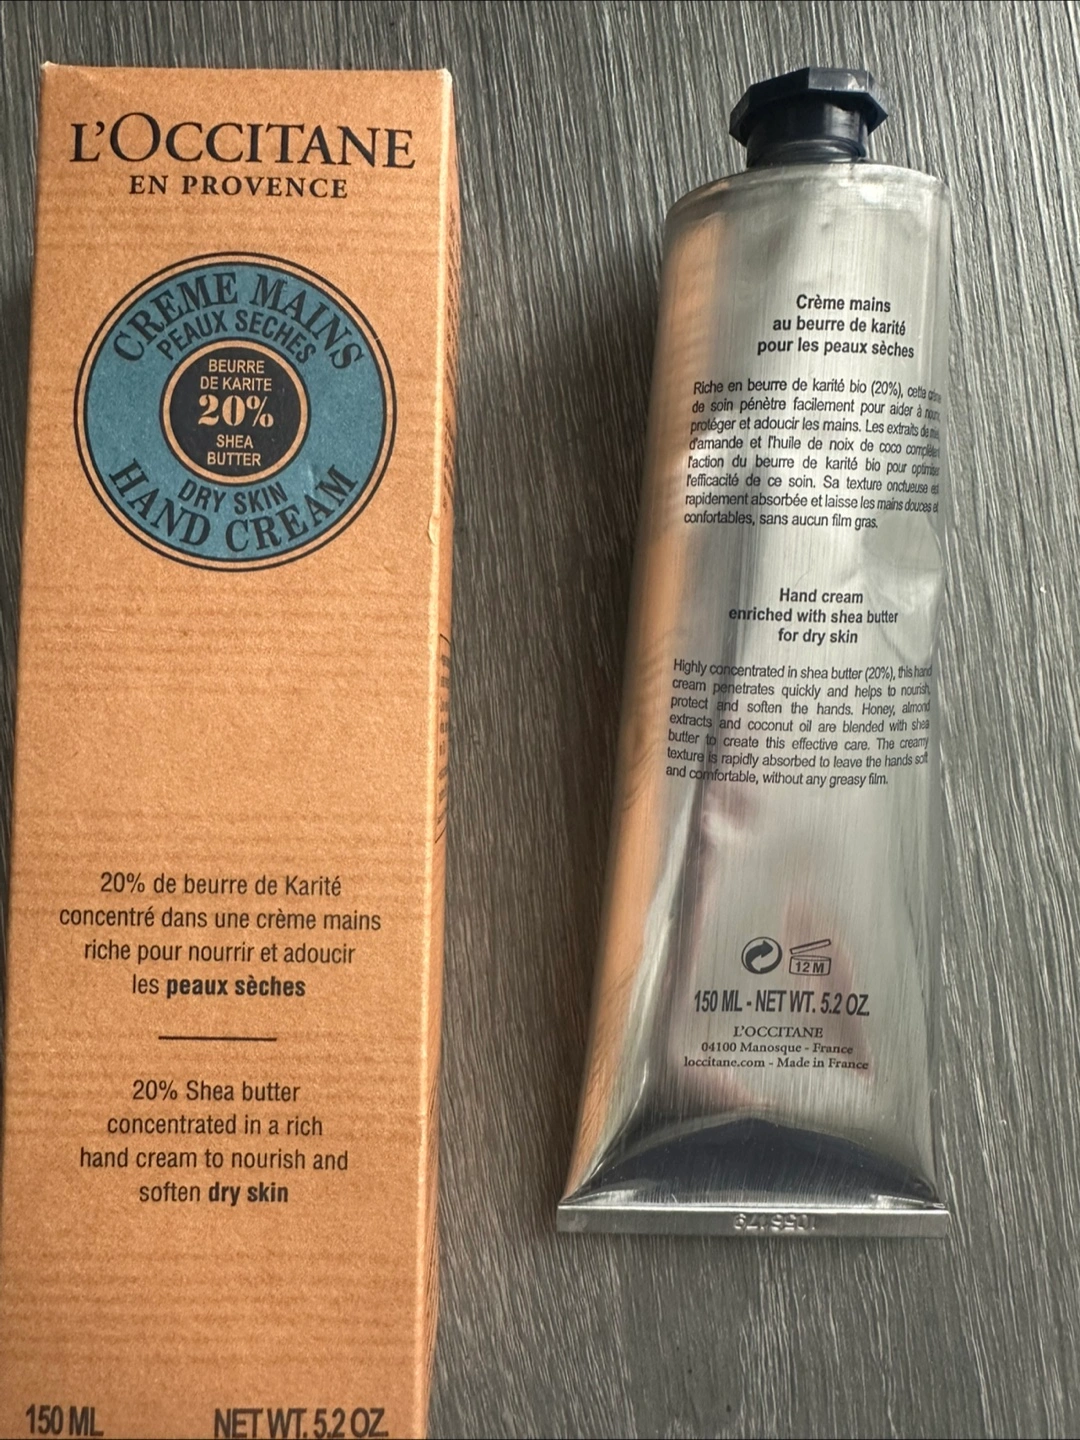 L'OCCITANE
EN PROVENCE
CREME MAINS
PEAUX SECHES
BEURRE
DE KARITE
20%
SHEA
BUTTER
DRY SKIN
HAND CREAM
20% de beurre de Karité
concentré dans une crème mains
riche pour nourrir et adoucir
les peaux sèches
20% Shea butter
concentrated in a rich
hand cream to nourish and
soften dry skin
150 ML NET WT. 5.2 OZ.
Crème mains
au beurre de karité
pour les peaux sèches
Riche en beurre de karité bio (20%), cette
de soin pénètre facilement pour aider à
protéger et adoucir les mains. Les extraits de
d'amande et l'huile de noix de coco
l'action du beurre de karité bio pour
l'efficacité de ce soin. Sa texture onctueuse
rapidement absorbée et laisse les mains douces et
confortables, sans aucun film gras.
Hand cream
enriched with shea butter
for dry skin
Highly concentrated in shea butter (20%), this hand
cream penetrates quickly and helps to nourish,
protect and soften the hands. Honey, almond
extracts and coconut oil are blended with shea
butter to create this effective care. The creamy
texture is rapidly absorbed to leave the hands soft
and comfortable, without any greasy film.
12 M
150 ML - NET WT. 5.2 OZ.
L'OCCITANE
04100 Manosque - France
loccitane.com - Made in France